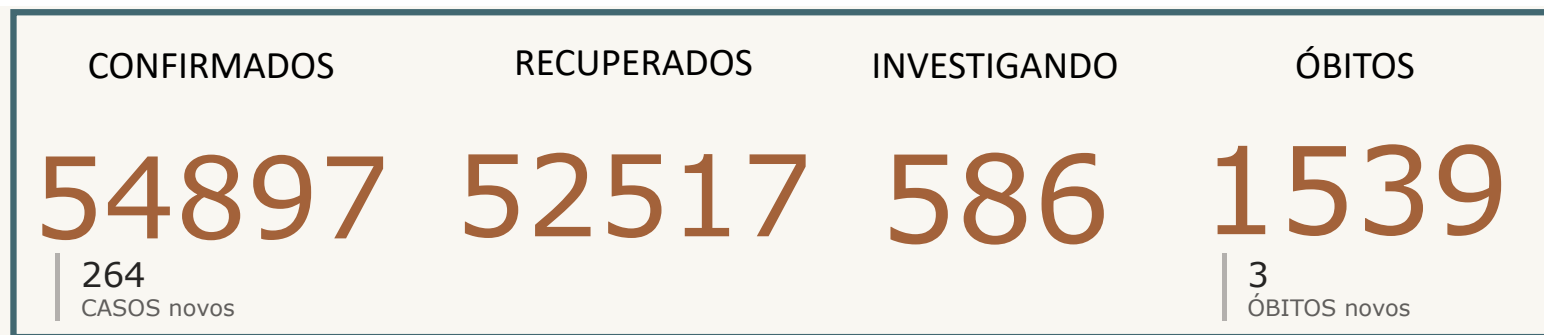 CONFIRMADOS
RECUPERADOS
INVESTIGANDO
ÓBITOS
54897
52517
586
1539
264
CASOS novos
3
ÓBITOS novos